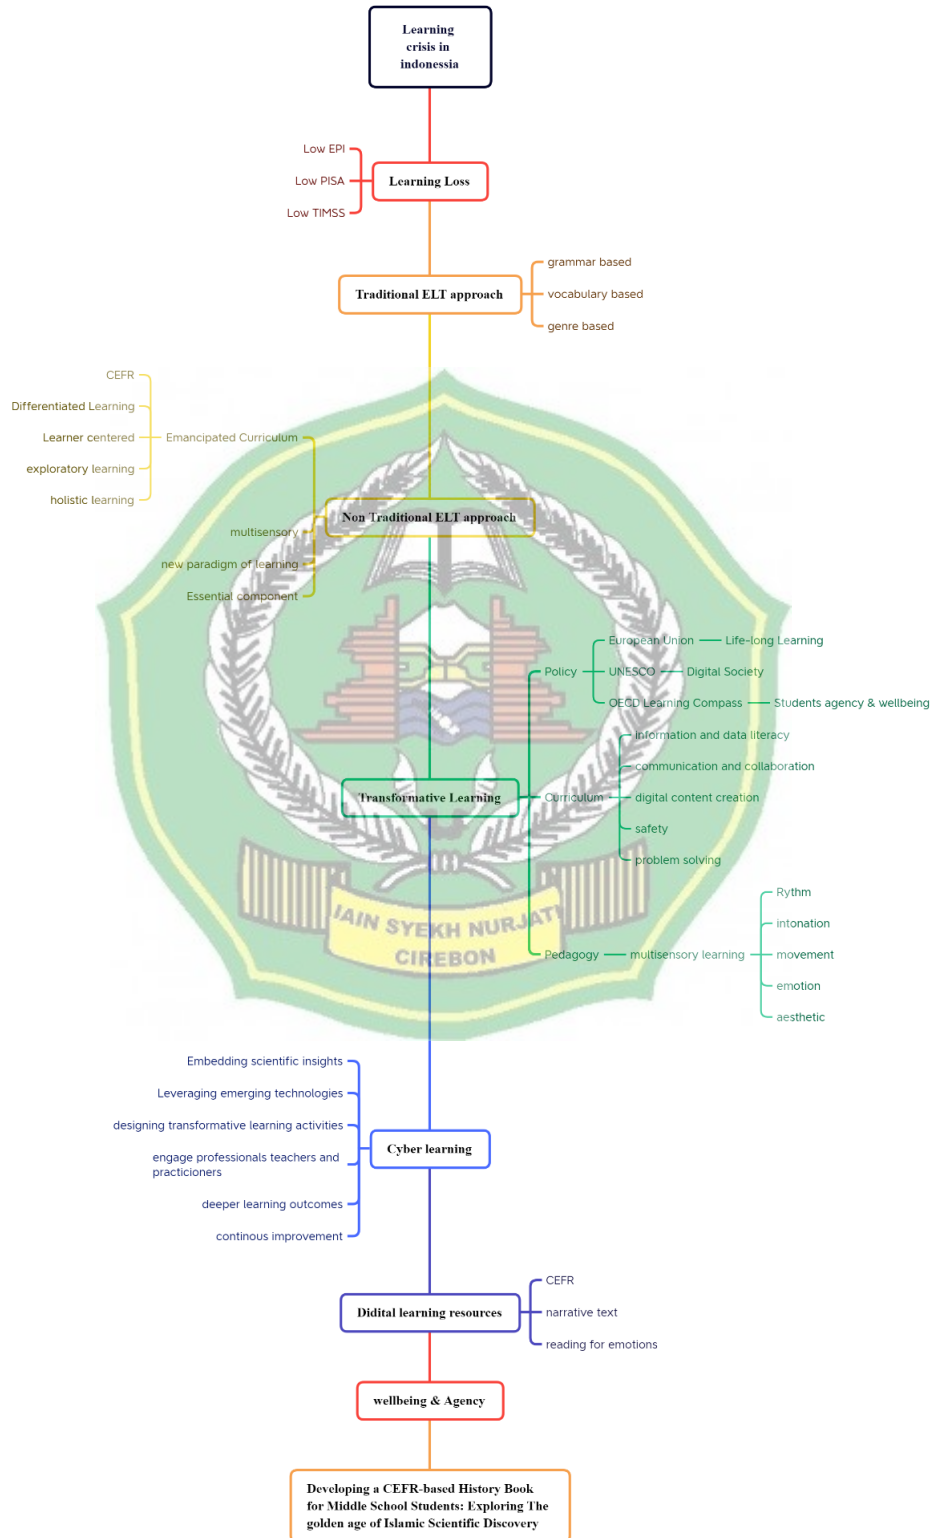 Learning
crisis in
indonessia
Low EPI
Low PISA
Low TIMSS
Learning Loss
Traditional ELT approach
grammar based
vocabulary based
genre based
CEFR
Differentiated Learning
Learner centered
exploratory learning
holistic learning
Emancipated Curriculum
multisensory
new paradigm of learning
Essential component
Non Traditional ELT approach
Transformative Learning
Policy
European Union
Life-long Learning
UNESCO
Digital Society
OECD Learning Compass
Students agency & wellbeing
Curriculum
information and data literacy
communication and collaboration
digital content creation
safety
problem solving
Pedagogy
multisensory learning
Rythm
intonation
movement
emotion
aesthetic
IAIN SYEKH NURJATI
CIREBON
Embedding scientific insights
Leveraging emerging technologies
designing transformative learning activities
engage professionals teachers and
practicioners
deeper learning outcomes
continous improvement
Cyber learning
Didital learning resources
CEFR
narrative text
reading for emotions
wellbeing & Agency
Developing a CEFR-based History Book
for Middle School Students: Exploring The
golden age of Islamic Scientific Discovery